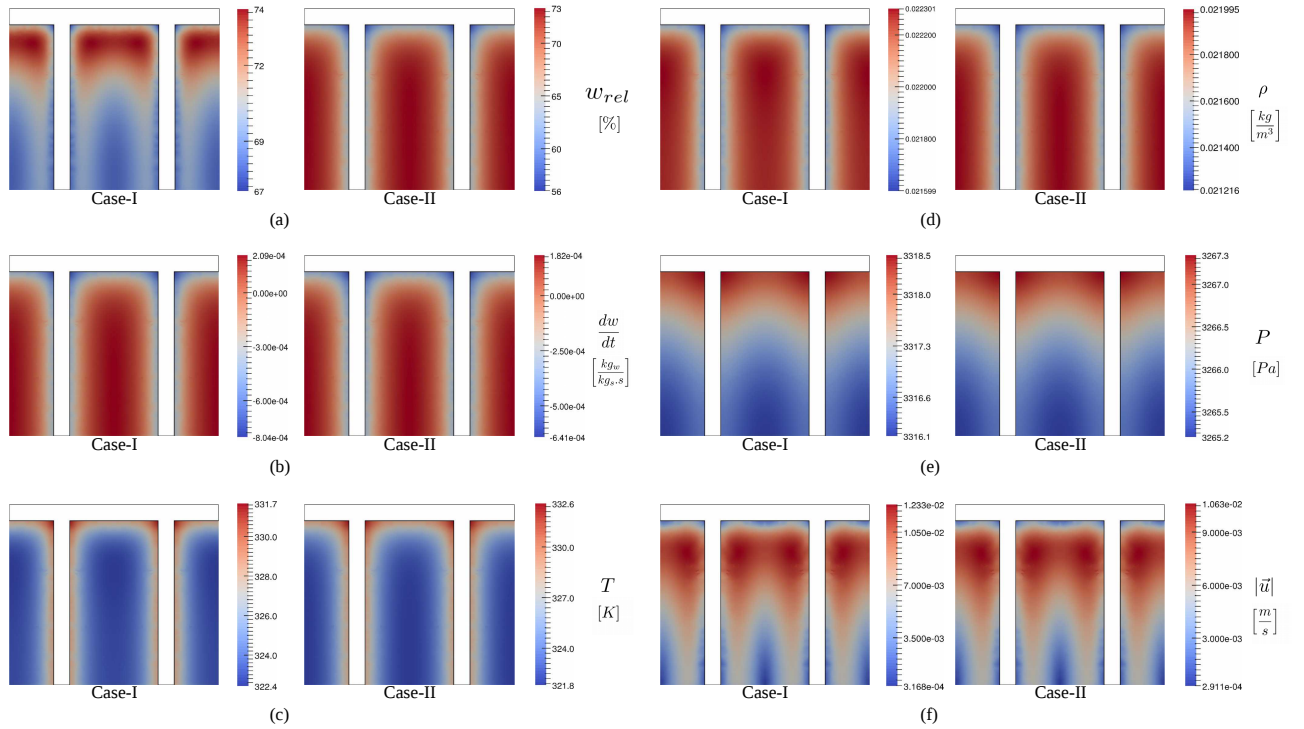 74
72
69
67
Case-I
73
70
65
60
56
Case-II
w_{rel}
[%]
(a)
0.022301
0.022200
0.022000
0.021800
0.021599
Case-I
0.021995
0.021800
0.021600
0.021400
0.021216
Case-II
ρ
[kg/m³]
(d)
2.09e-04
0.00e+00
-3.00e-04
-6.00e-04
-8.04e-04
Case-I
1.82e-04
0.00e+00
-2.50e-04
-5.00e-04
-6.41e-04
Case-II
dw/dt
[kg_w/kg_s.s]
(b)
3318.5
3318.0
3317.3
3316.6
3316.1
Case-I
3267.3
3267.0
3266.5
3266.0
3265.5
3265.2
Case-II
P
[Pa]
(e)
331.7
330.0
328.0
326.0
324.0
322.4
Case-I
332.6
330.0
327.0
324.0
321.8
Case-II
T
[K]
(c)
1.233e-02
1.050e-02
7.000e-03
3.500e-03
3.168e-04
Case-I
1.063e-02
9.000e-03
6.000e-03
3.000e-03
2.911e-04
Case-II
|u⃗|
[m/s]
(f)